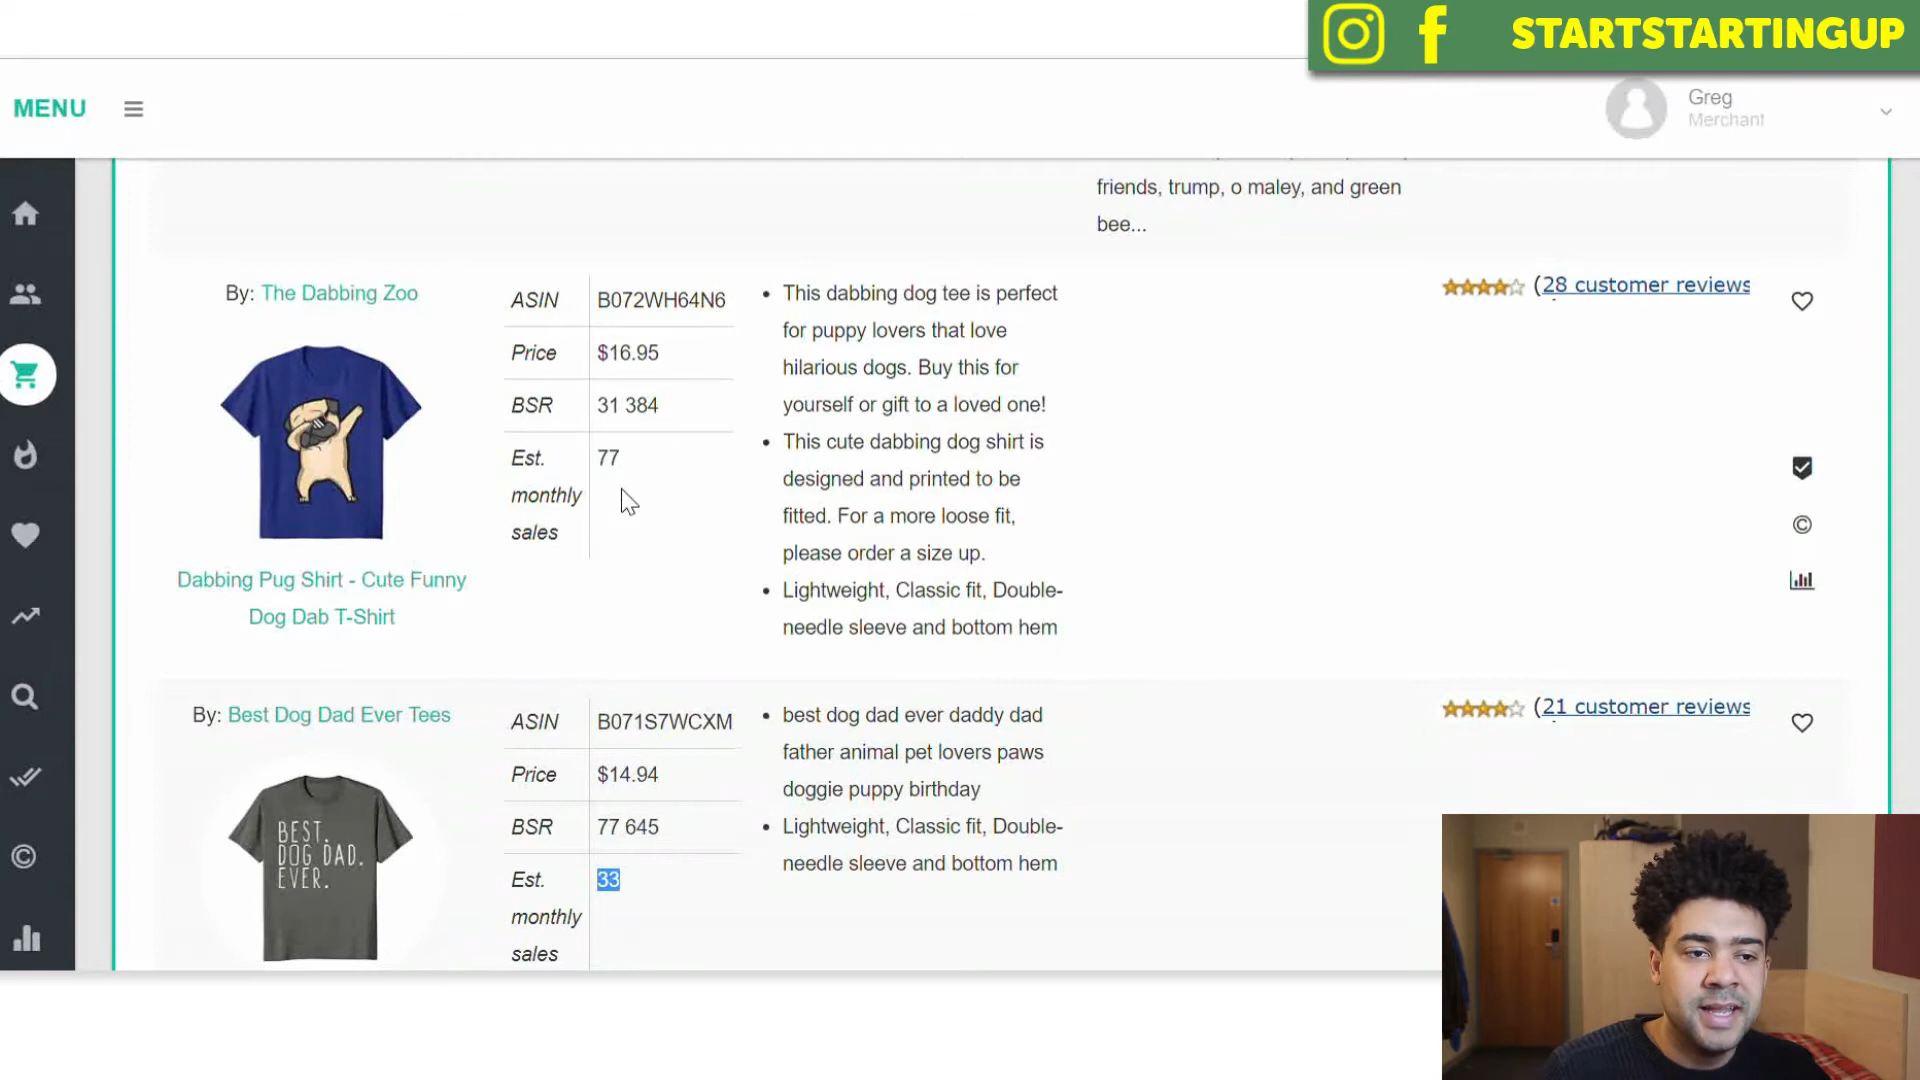 STARTSTARTINGUP
MENU
Greg
Merchant
friends, trump, o maley, and green
bee...
By: The Dabbing Zoo
Dabbing Pug Shirt - Cute Funny
Dog Dab T-Shirt
ASIN B072WH64N6
Price $16.95
BSR 31 384
Est. 77
monthly
sales
This dabbing dog tee is perfect
for puppy lovers that love
hilarious dogs. Buy this for
yourself or gift to a loved one!
This cute dabbing dog shirt is
designed and printed to be
fitted. For a more loose fit,
please order a size up.
Lightweight, Classic fit, Double-
needle sleeve and bottom hem
(28 customer reviews
By: Best Dog Dad Ever Tees
BEST.
DOG DAD.
EVER.
ASIN B071S7WCXM
Price $14.94
BSR 77 645
Est. 33
monthly
sales
best dog dad ever daddy dad
father animal pet lovers paws
doggie puppy birthday
Lightweight, Classic fit, Double-
needle sleeve and bottom hem
(21 customer reviews